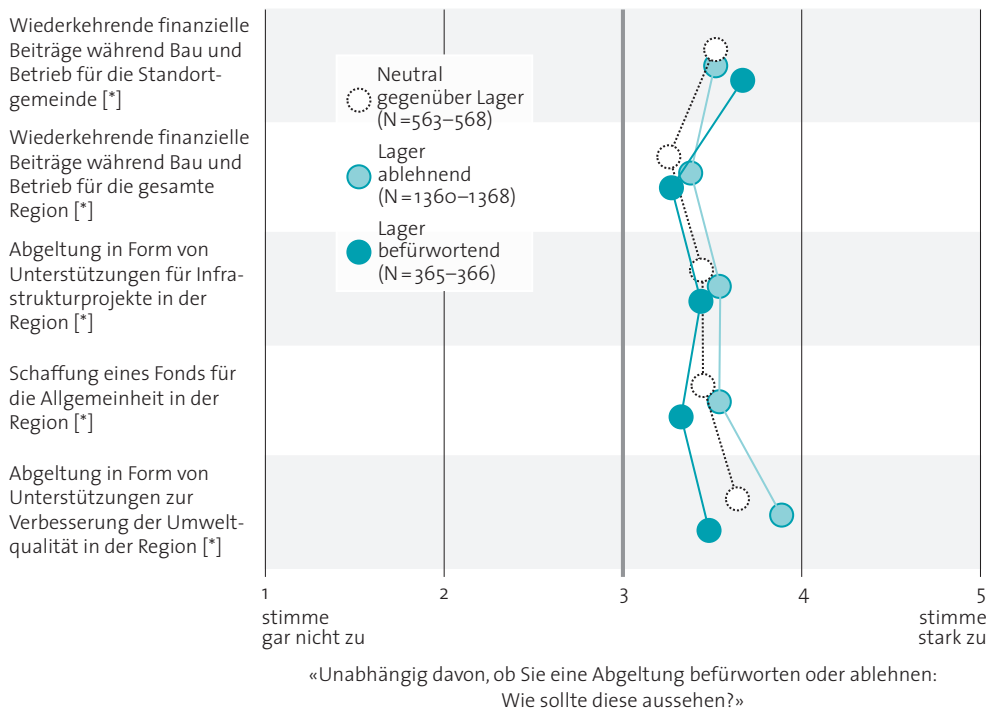 Wiederkehrende finanzielle
Beiträge während Bau und
Betrieb für die Standort-
gemeinde [*]
Wiederkehrende finanzielle
Beiträge während Bau und
Betrieb für die gesamte
Region [*]
Abgeltung in Form von
Unterstützungen für Infra-
strukturprojekte in der
Region [*]
Schaffung eines Fonds für
die Allgemeinheit in der
Region [*]
Abgeltung in Form von
Unterstützungen zur
Verbesserung der Umwelt-
qualität in der Region [*]
Neutral
gegenüber Lager
(N=563–568)
Lager
ablehnend
(N=1360–1368)
Lager
befürwortend
(N=365–366)
1 2 3 4 5
stimme
gar nicht zu
stimme
stark zu
«Unabhängig davon, ob Sie eine Abgeltung befürworten oder ablehnen:
Wie sollte diese aussehen?»